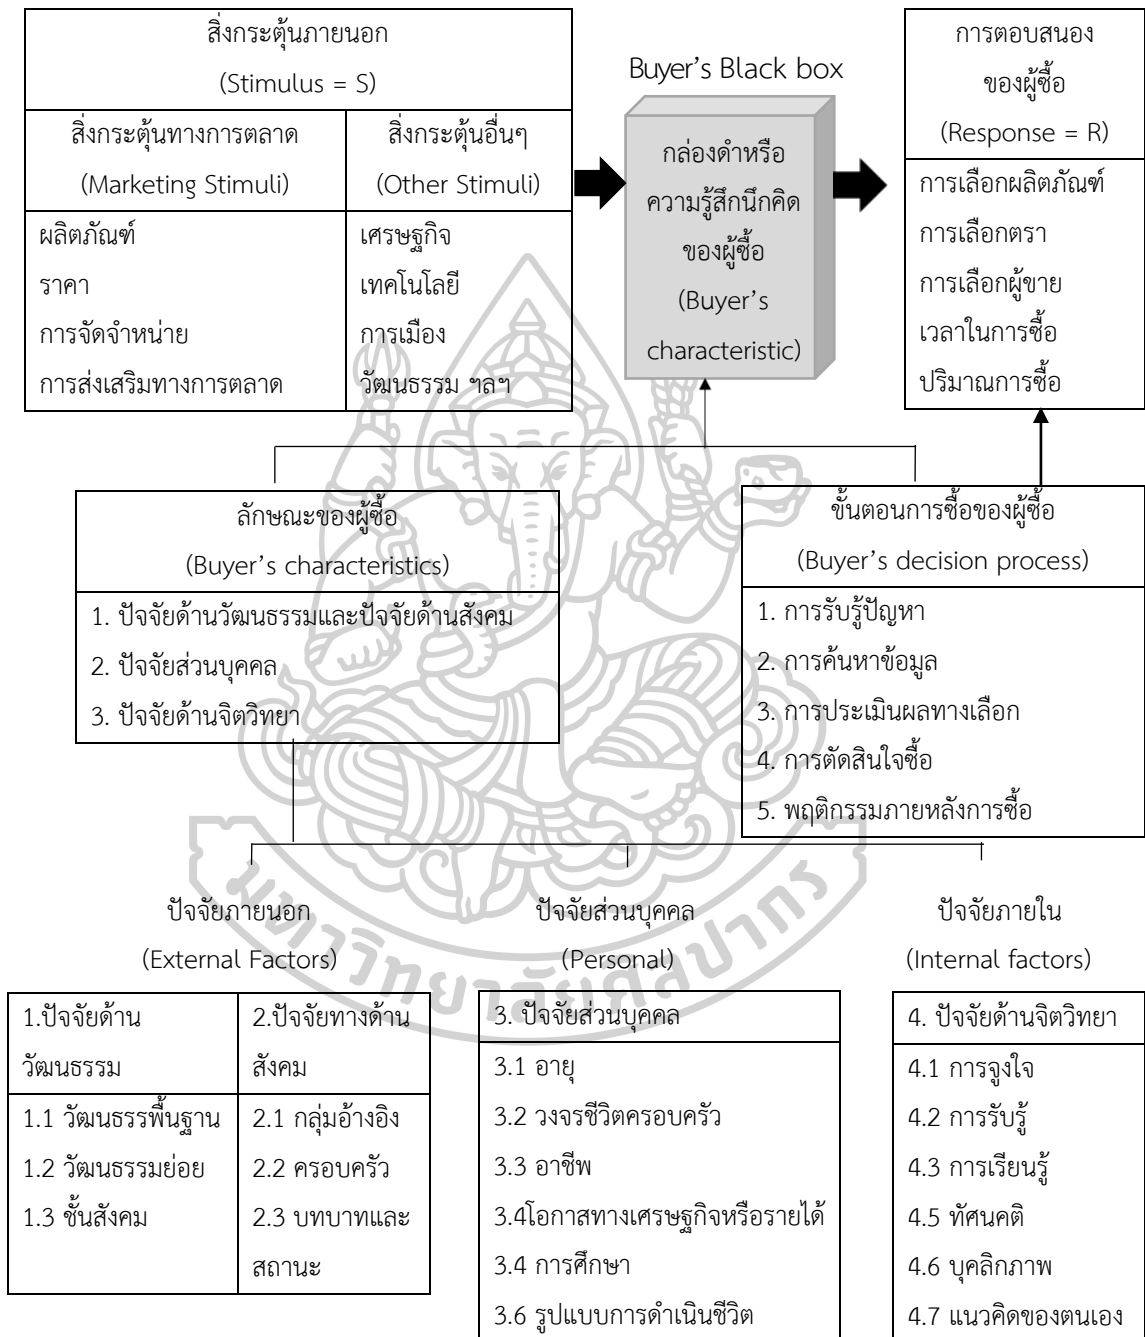 สิ่งกระตุ้นภายนอก
(Stimulus = S)
สิ่งกระตุ้นทางการตลาด
(Marketing Stimuli)
สิ่งกระตุ้นอื่นๆ
(Other Stimuli)
ผลิตภัณฑ์
ราคา
การจัดจำหน่าย
การส่งเสริมทางการตลาด
เศรษฐกิจ
เทคโนโลยี
การเมือง
วัฒนธรรม ฯลฯ
Buyer's Black box
กล่องดำหรือ
ความรู้สึกนึกคิด
ของผู้ซื้อ
(Buyer's
characteristic)
การตอบสนอง
ของผู้ซื้อ
(Response = R)
การเลือกผลิตภัณฑ์
การเลือกตรา
การเลือกผู้ขาย
เวลาในการซื้อ
ปริมาณการซื้อ
ลักษณะของผู้ซื้อ
(Buyer's characteristics)
1. ปัจจัยด้านวัฒนธรรมและปัจจัยด้านสังคม
2. ปัจจัยส่วนบุคคล
3. ปัจจัยด้านจิตวิทยา
ขั้นตอนการซื้อของผู้ซื้อ
(Buyer's decision process)
1. การรับรู้ปัญหา
2. การค้นหาข้อมูล
3. การประเมินผลทางเลือก
4. การตัดสินใจซื้อ
5. พฤติกรรมภายหลังการซื้อ
ปัจจัยภายนอก
(External Factors)
ปัจจัยส่วนบุคคล
(Personal)
ปัจจัยภายใน
(Internal factors)
มหาวิทยาลัยศิลปากร
1.ปัจจัยด้าน
วัฒนธรรม
2.ปัจจัยทางด้าน
สังคม
1.1 วัฒนธรรพื้นฐาน
1.2 วัฒนธรรมย่อย
1.3 ชั้นสังคม
2.1 กลุ่มอ้างอิง
2.2 ครอบครัว
2.3 บทบาทและ
สถานะ
3. ปัจจัยส่วนบุคคล
3.1 อายุ
3.2 วงจรชีวิตครอบครัว
3.3 อาชีพ
3.4โอกาสทางเศรษฐกิจหรือรายได้
3.4 การศึกษา
3.6 รูปแบบการดำเนินชีวิต
4. ปัจจัยด้านจิตวิทยา
4.1 การจูงใจ
4.2 การรับรู้
4.3 การเรียนรู้
4.5 ทัศนคติ
4.6 บุคลิกภาพ
4.7 แนวคิดของตนเอง